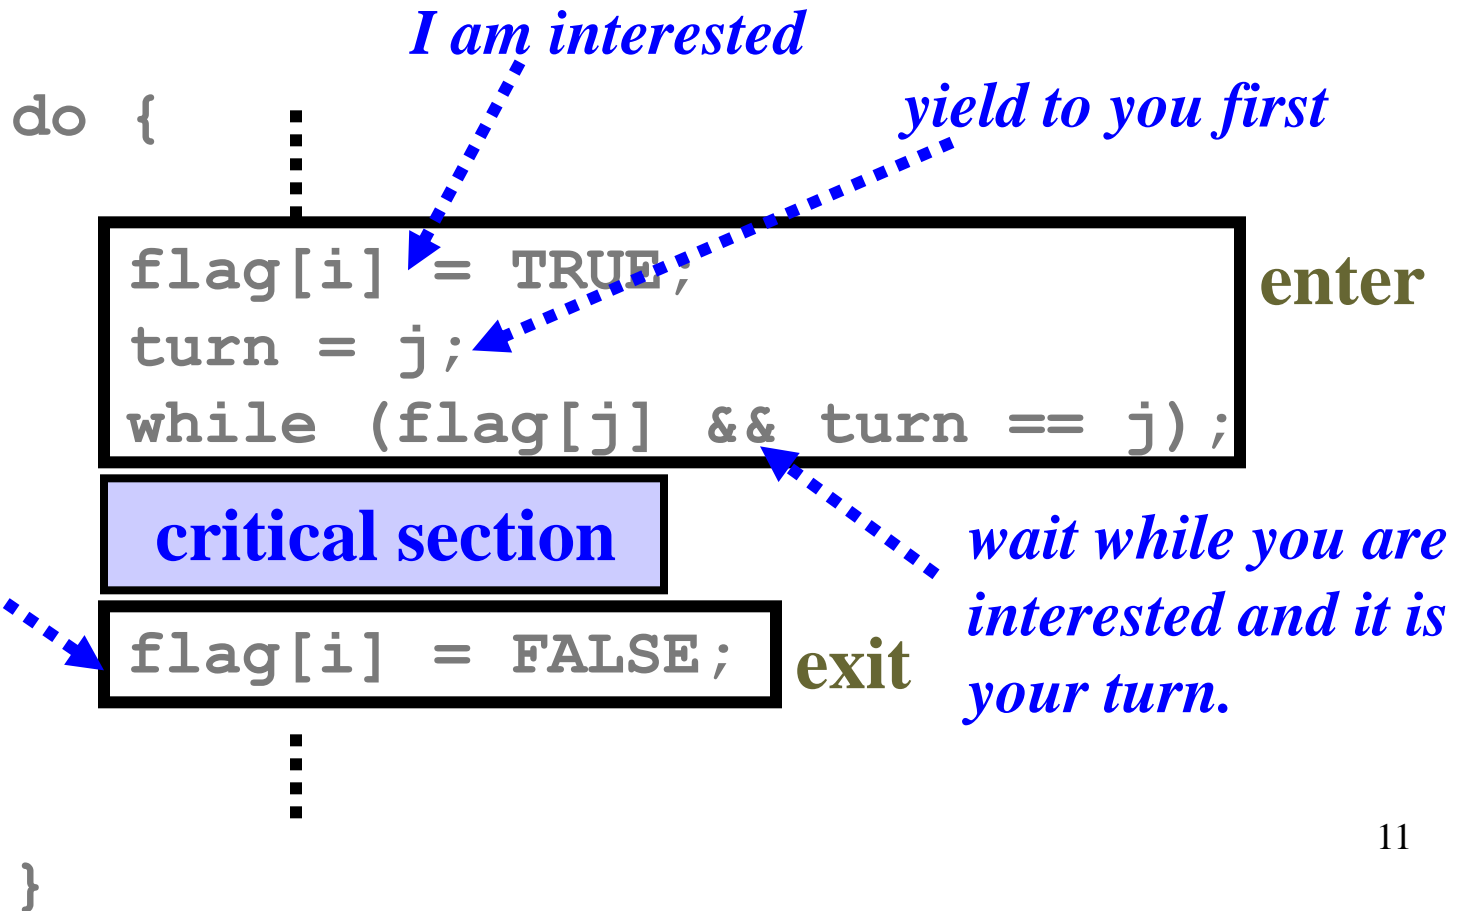 I am interested
do {
yield to you first
flag[i] = TRUE;
enter
turn = j;
while (flag[j] && turn == j);
critical section
wait while you are
interested and it is
your turn.
flag[i] = FALSE;
exit
11
}